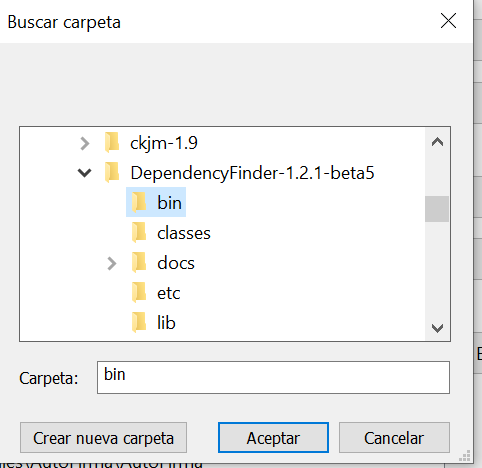 Buscar carpeta
ckjm-1.9
DependencyFinder-1.2.1-beta5
bin
classes
docs
etc
lib
Carpeta:
bin
Crear nueva carpeta
Aceptar
Cancelar